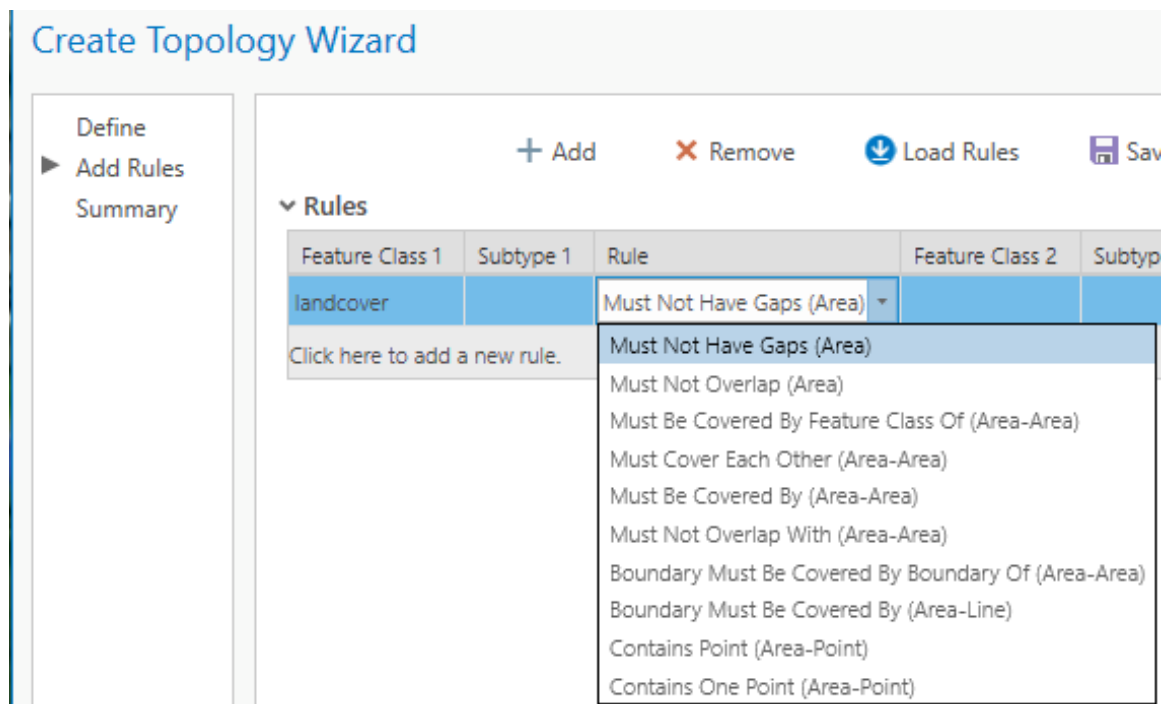 Create Topology Wizard
Define
Add Rules
Summary
Add
Remove
Load Rules
Sav
Rules
Feature Class 1 Subtype 1 Rule Feature Class 2 Subtyp
landcover Must Not Have Gaps (Area)
Click here to add a new rule.
Must Not Have Gaps (Area)
Must Not Overlap (Area)
Must Be Covered By Feature Class Of (Area-Area)
Must Cover Each Other (Area-Area)
Must Be Covered By (Area-Area)
Must Not Overlap With (Area-Area)
Boundary Must Be Covered By Boundary Of (Area-Area)
Boundary Must Be Covered By (Area-Line)
Contains Point (Area-Point)
Contains One Point (Area-Point)